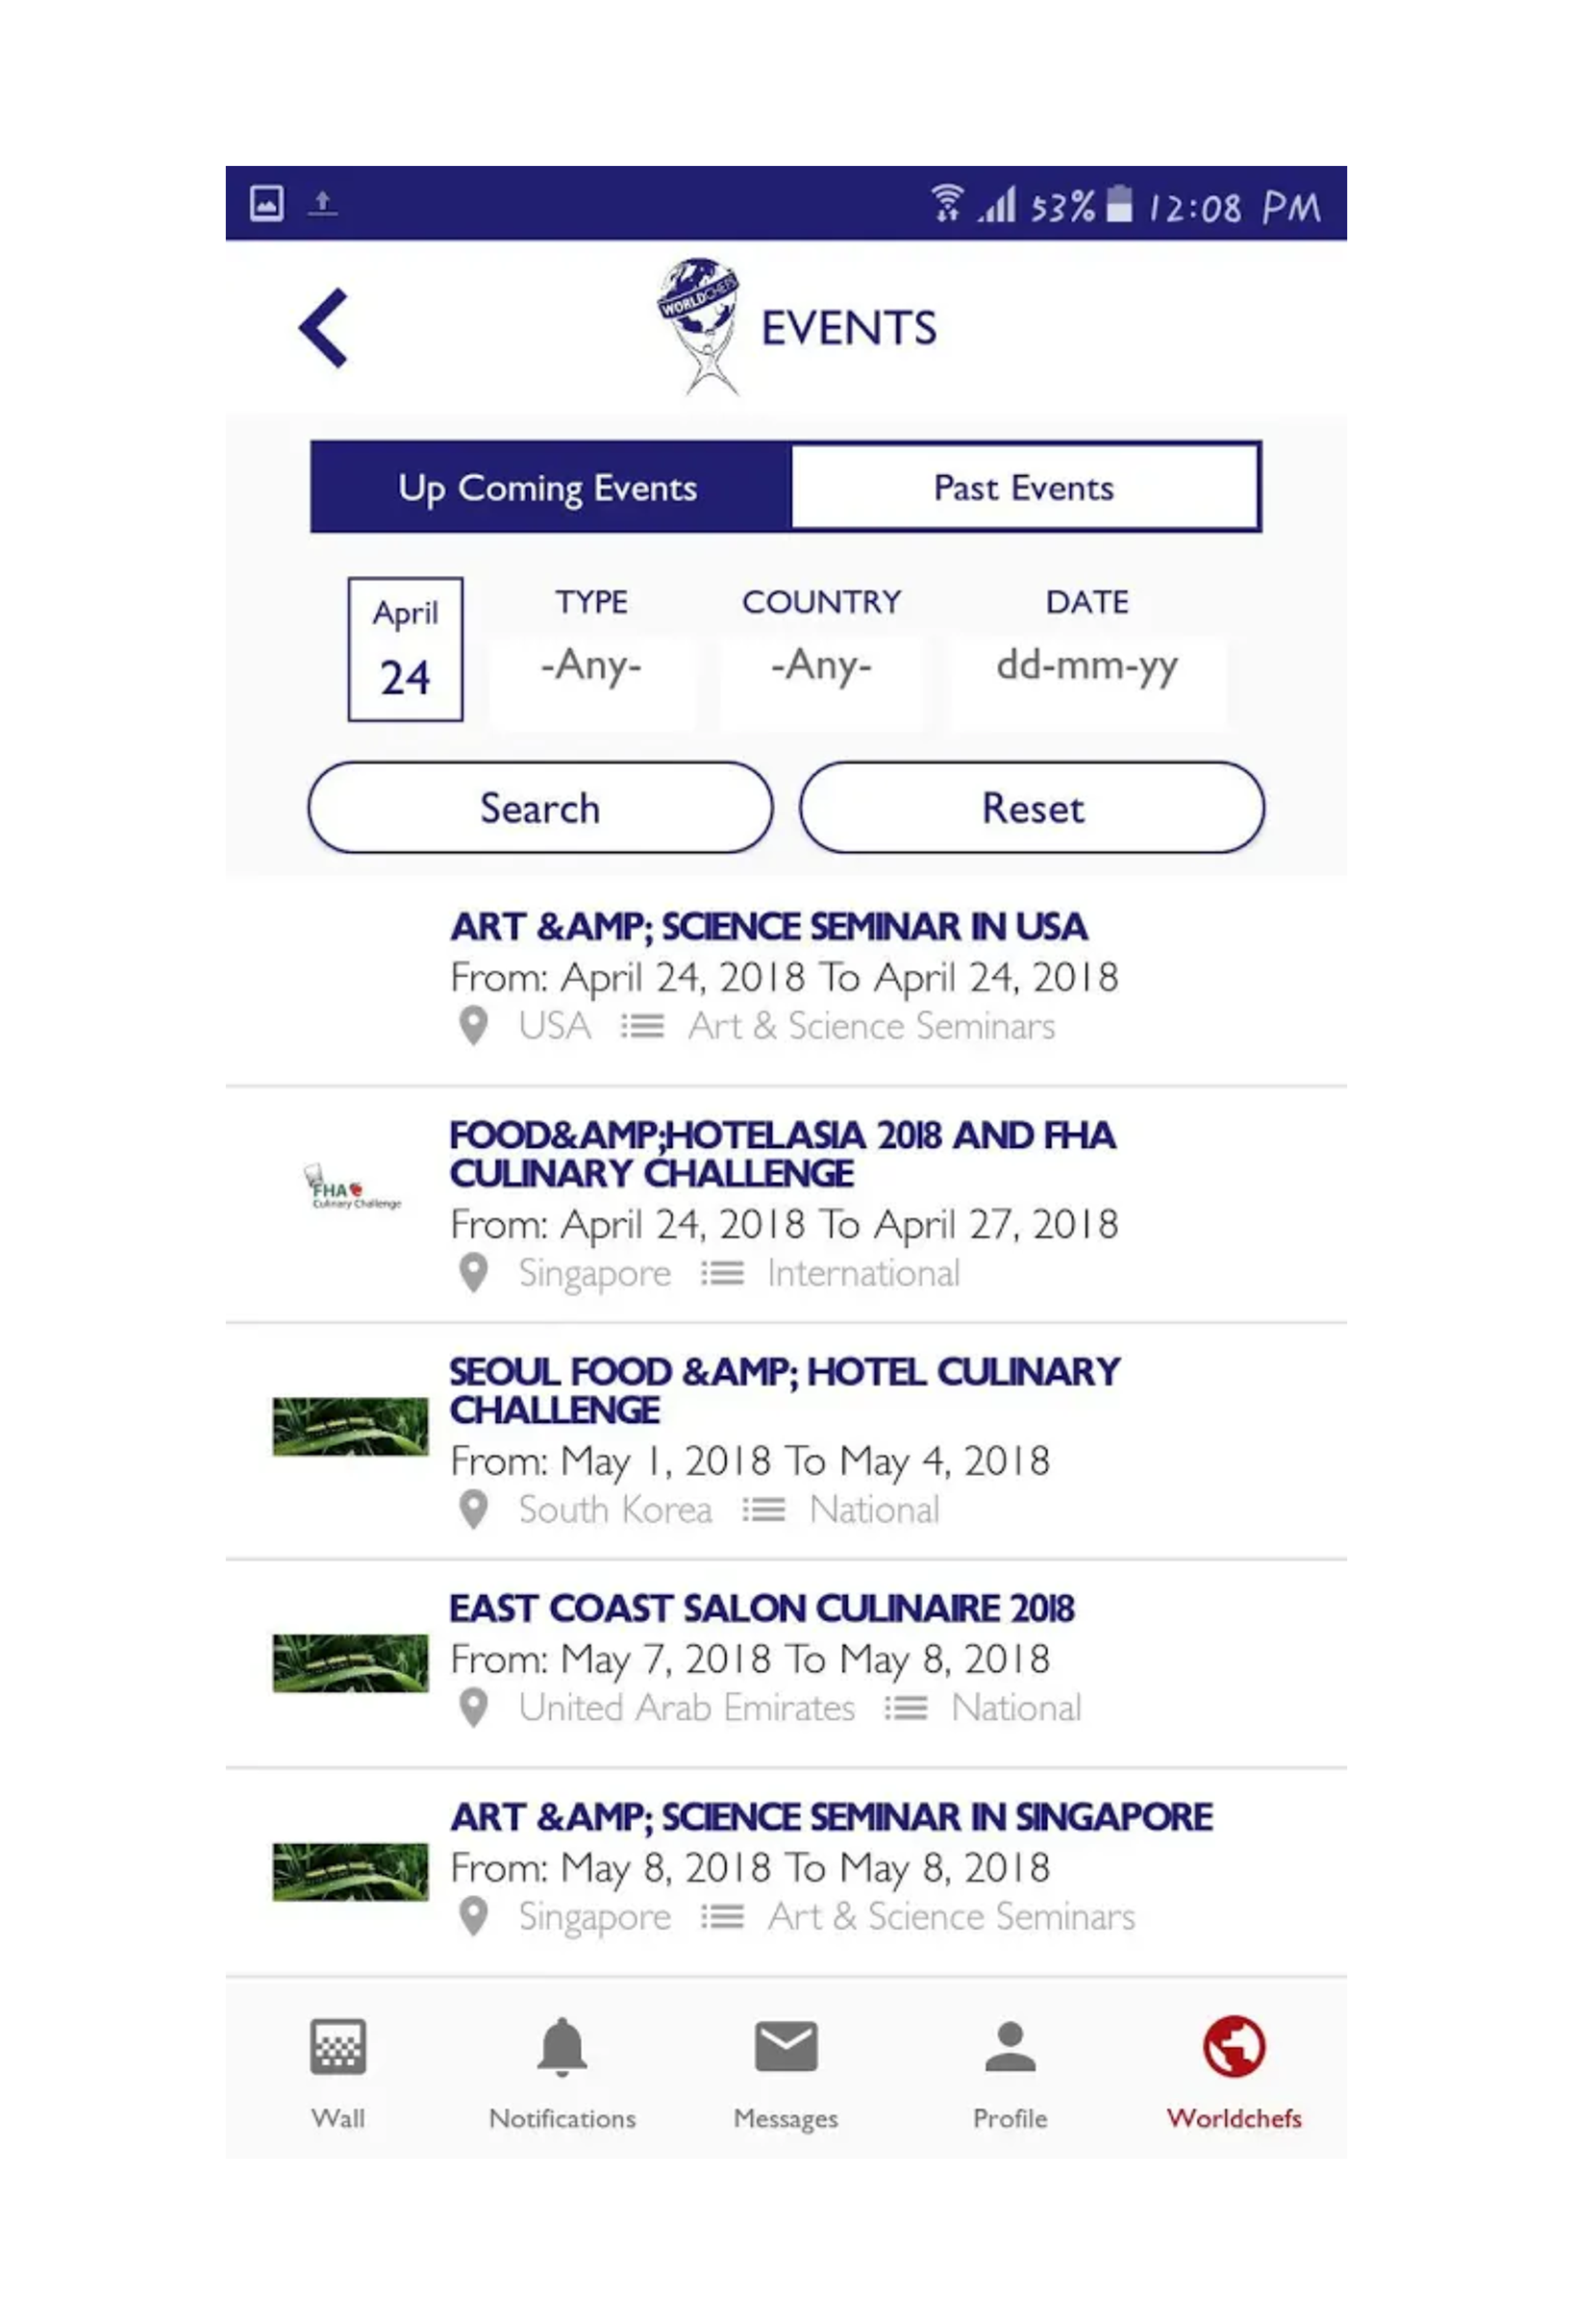 53% 12:08 PM
WORLDCHEFS
EVENTS
Up Coming Events
Past Events
April
24
TYPE
COUNTRY
DATE
-Any-
-Any-
dd-mm-yy
Search
Reset
ART &AMP; SCIENCE SEMINAR IN USA
From: April 24, 2018 To April 24, 2018
USA Art & Science Seminars
FHA
Culinary Challenge
FOOD&AMP;HOTELASIA 2018 AND FHA
CULINARY CHALLENGE
From: April 24, 2018 To April 27, 2018
Singapore International
SEOUL FOOD &AMP; HOTEL CULINARY
CHALLENGE
From: May 1, 2018 To May 4, 2018
South Korea National
EAST COAST SALON CULINAIRE 2018
From: May 7, 2018 To May 8, 2018
United Arab Emirates National
ART &AMP; SCIENCE SEMINAR IN SINGAPORE
From: May 8, 2018 To May 8, 2018
Singapore Art & Science Seminars
Wall
Notifications
Messages
Profile
Worldchefs